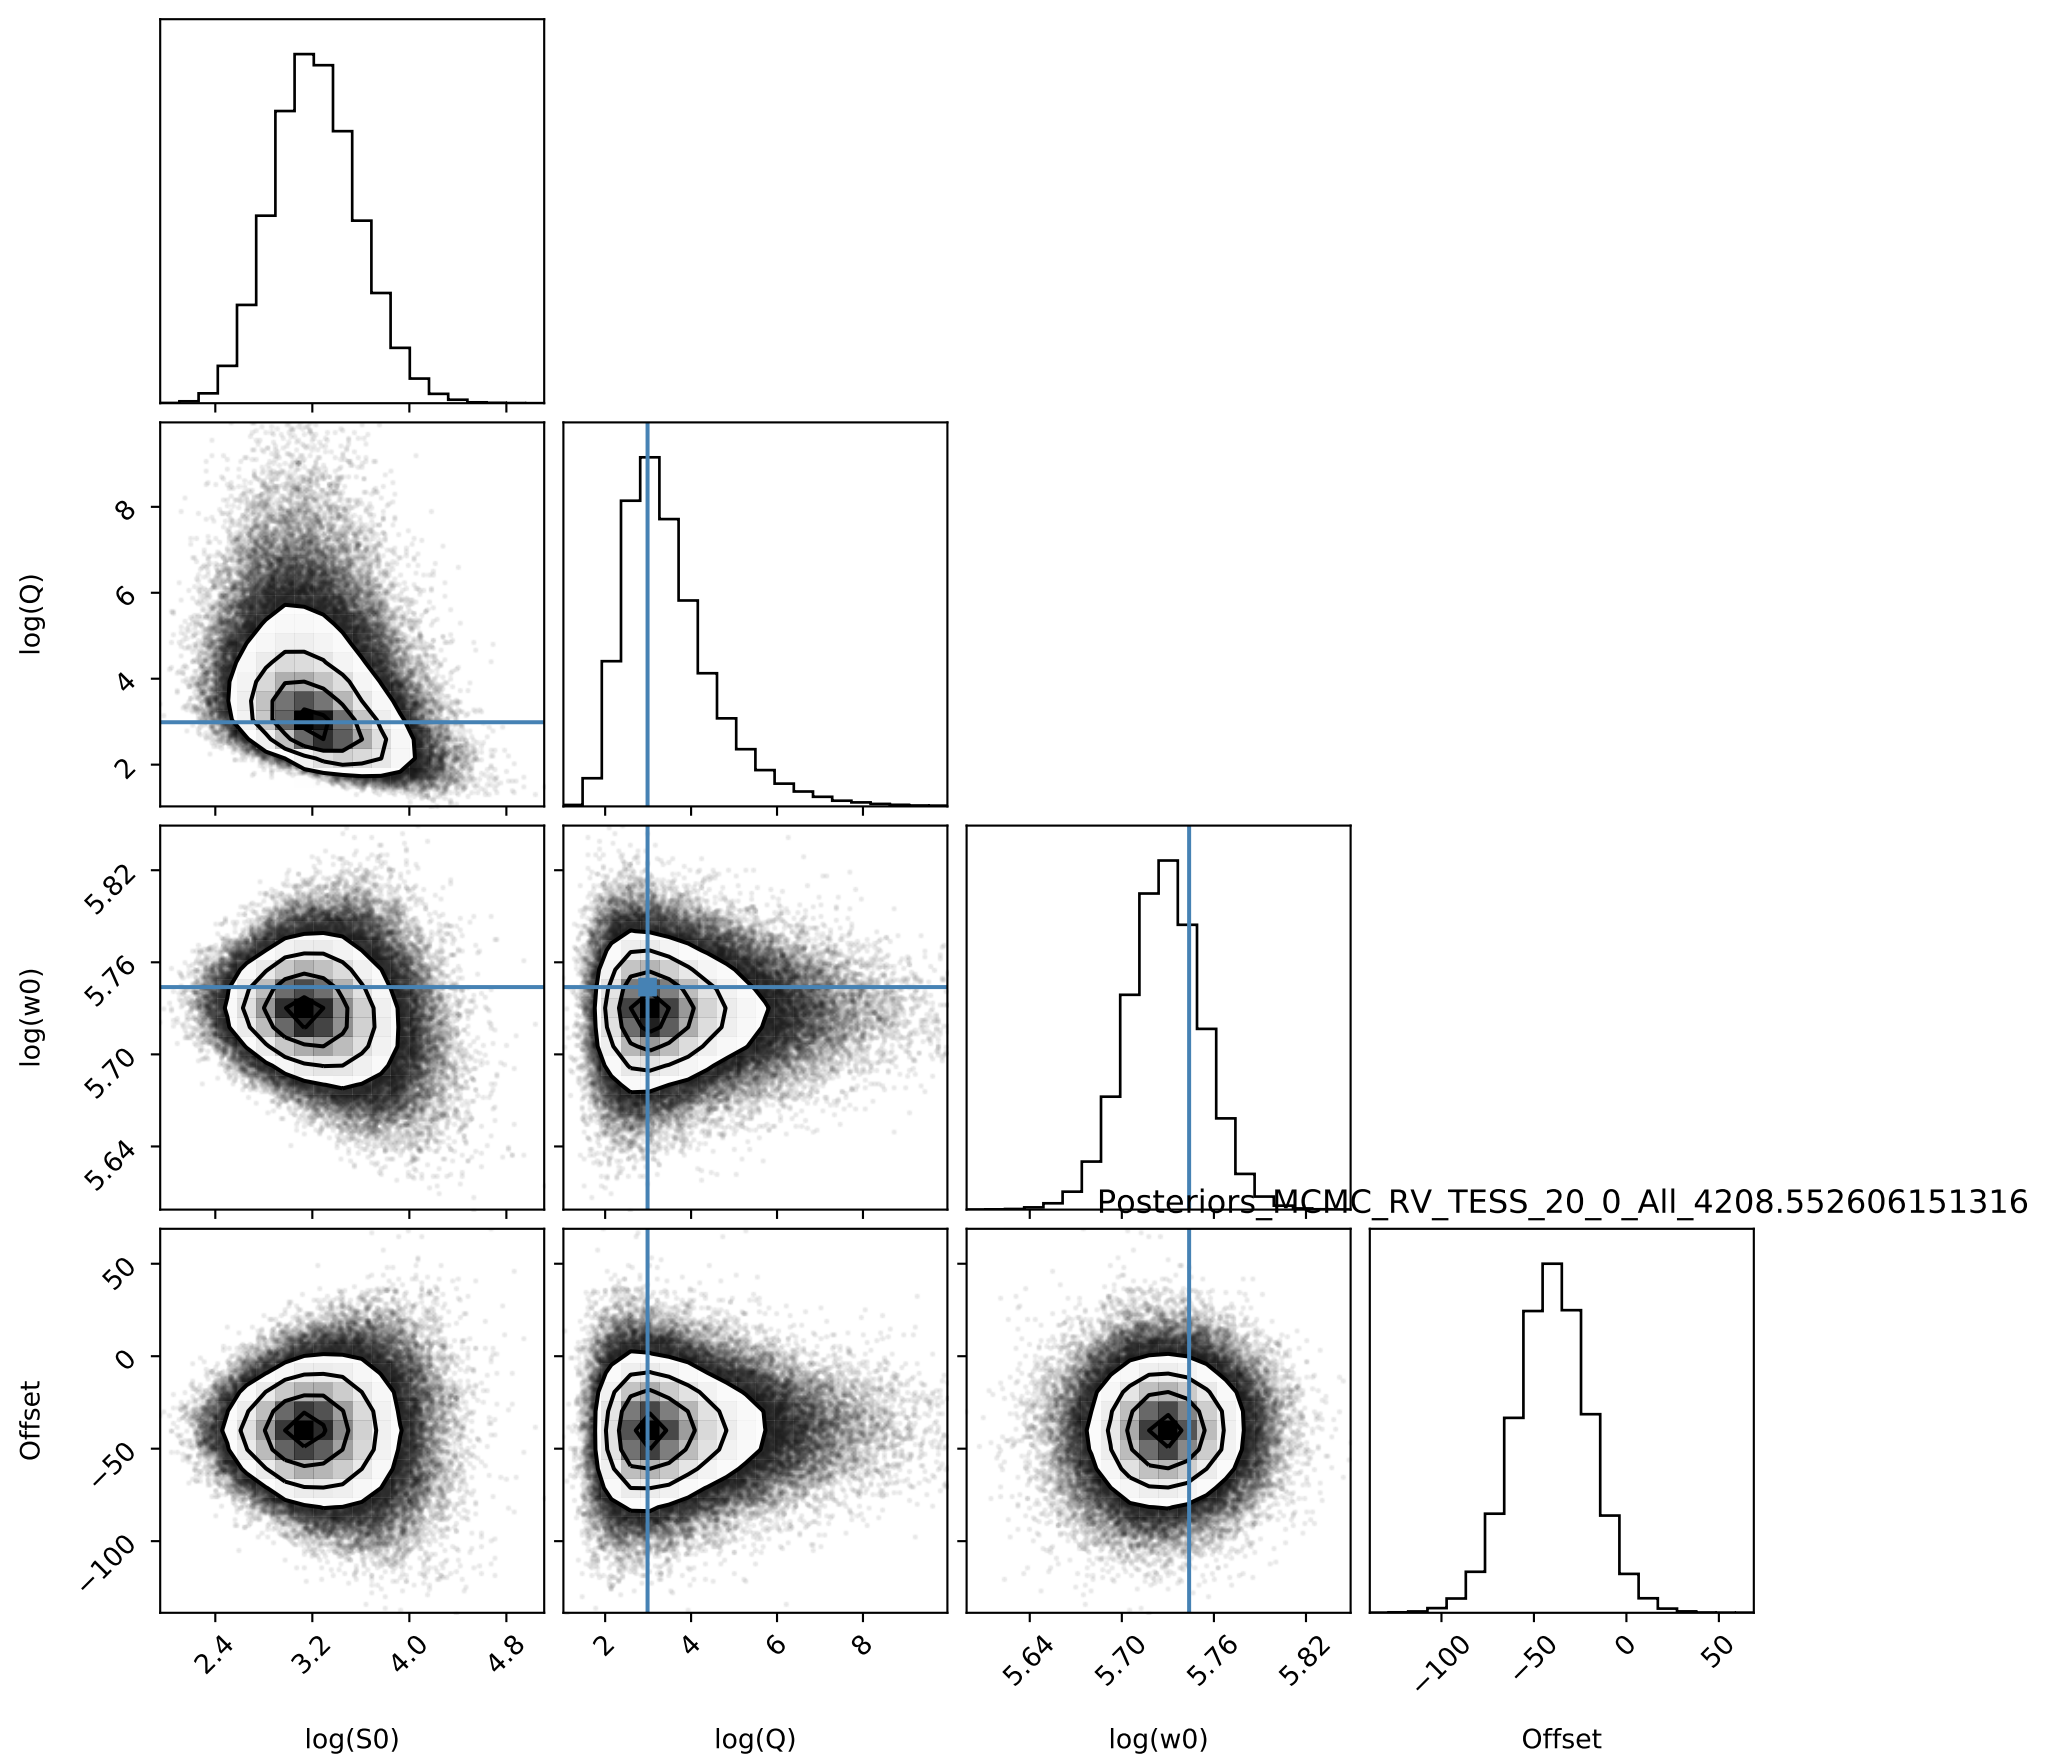 log(Q)
8
6
4
2
log(w0)
5.82
5.76
5.70
5.64
Posteriors_MCMC_RV_TESS_20_0_All_4208.552606151316
Offset
50
0
−50
−100
2.4 3.2 4.0 4.8 2 4 6 8 5.64 5.70 5.76 5.82 −100 −50 0 50
log(S0) log(Q) log(w0) Offset